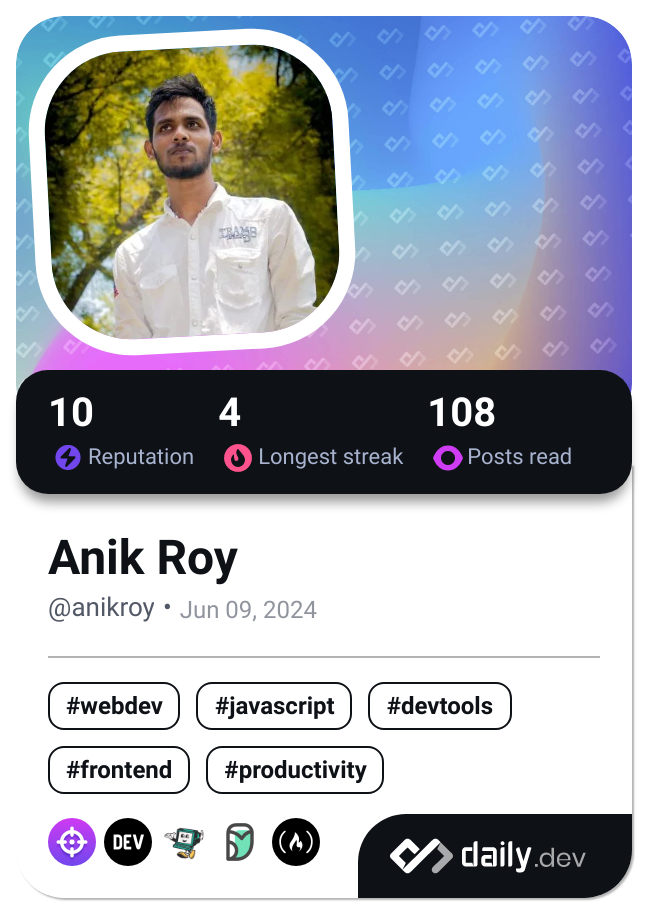 TEAMS
10 4 108
Reputation Longest streak Posts read
Anik Roy
@anikroy • Jun 09, 2024
#webdev #javascript #devtools
#frontend #productivity
DEV
daily.dev